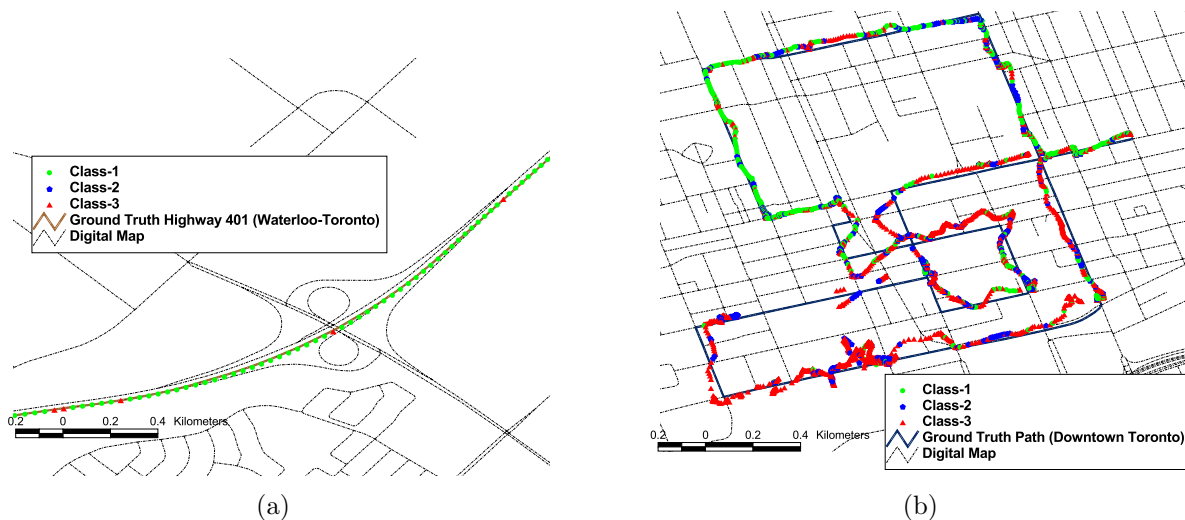 Class-1
Class-2
Class-3
Ground Truth Highway 401 (Waterloo-Toronto)
Digital Map
0.2 0 0.2 0.4 Kilometers
(a)
Class-1
Class-2
Class-3
Ground Truth Path (Downtown Toronto)
Digital Map
0.2 0 0.2 0.4 Kilometers
(b)